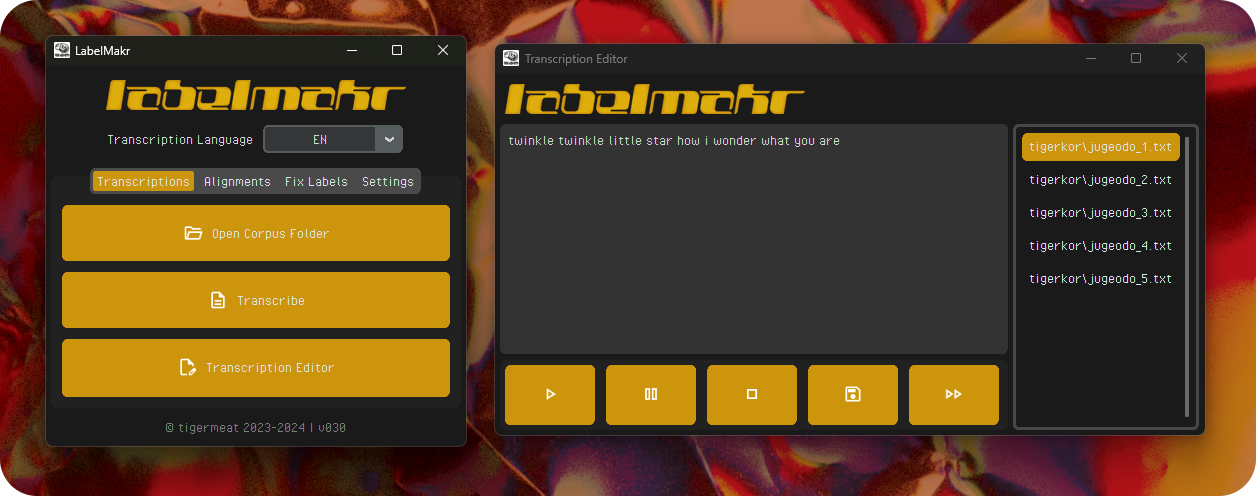 LabelMakr
labelmakr
Transcription Language EN
Transcriptions Alignments Fix Labels Settings
Open Corpus Folder
Transcribe
Transcription Editor
© tigermeat 2023-2024 | v030
Transcription Editor
labelmakr
twinkle twinkle little star how i wonder what you are
tigerkor\jugeodo_1.txt
tigerkor\jugeodo_2.txt
tigerkor\jugeodo_3.txt
tigerkor\jugeodo_4.txt
tigerkor\jugeodo_5.txt